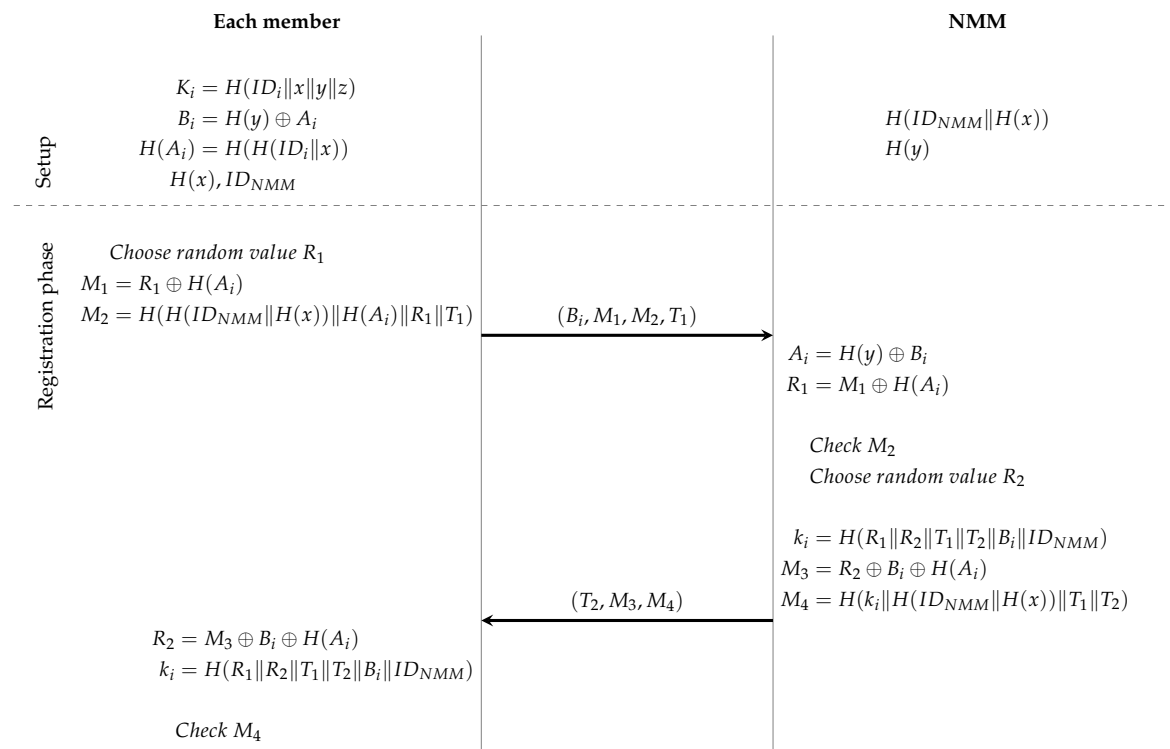 Each member
NMM
Setup
K_i = H(ID_i‖x‖y‖z)
B_i = H(y) ⊕ A_i
H(A_i) = H(H(ID_i‖x))
H(x), ID_NMM
H(ID_NMM‖H(x))
H(y)
Registration phase
Choose random value R_1
M_1 = R_1 ⊕ H(A_i)
M_2 = H(H(ID_NMM‖H(x))‖H(A_i)‖R_1‖T_1)
(B_i, M_1, M_2, T_1)
A_i = H(y) ⊕ B_i
R_1 = M_1 ⊕ H(A_i)
Check M_2
Choose random value R_2
k_i = H(R_1‖R_2‖T_1‖T_2‖B_i‖ID_NMM)
M_3 = R_2 ⊕ B_i ⊕ H(A_i)
M_4 = H(k_i‖H(ID_NMM‖H(x))‖T_1‖T_2)
(T_2, M_3, M_4)
R_2 = M_3 ⊕ B_i ⊕ H(A_i)
k_i = H(R_1‖R_2‖T_1‖T_2‖B_i‖ID_NMM)
Check M_4